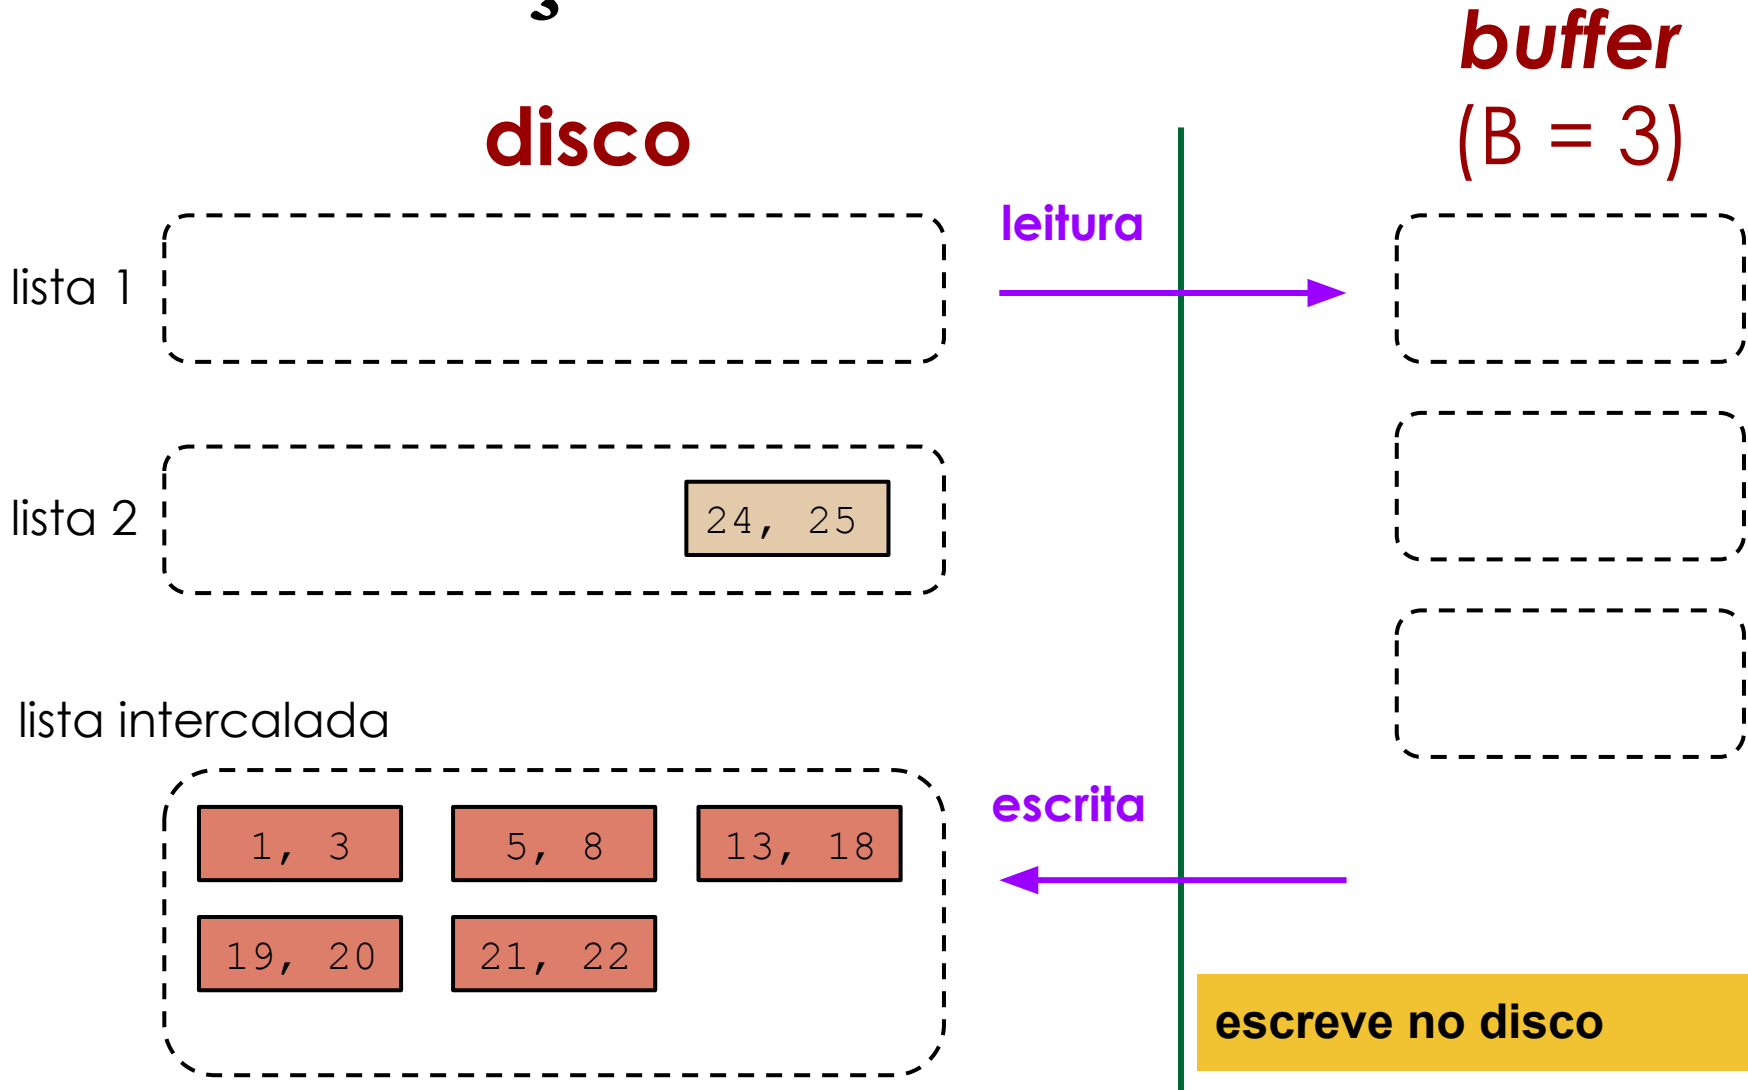 buffer
(B = 3)
disco
leitura
lista 1
lista 2
24, 25
lista intercalada
escrita
1, 3 5, 8 13, 18
19, 20 21, 22
escreve no disco